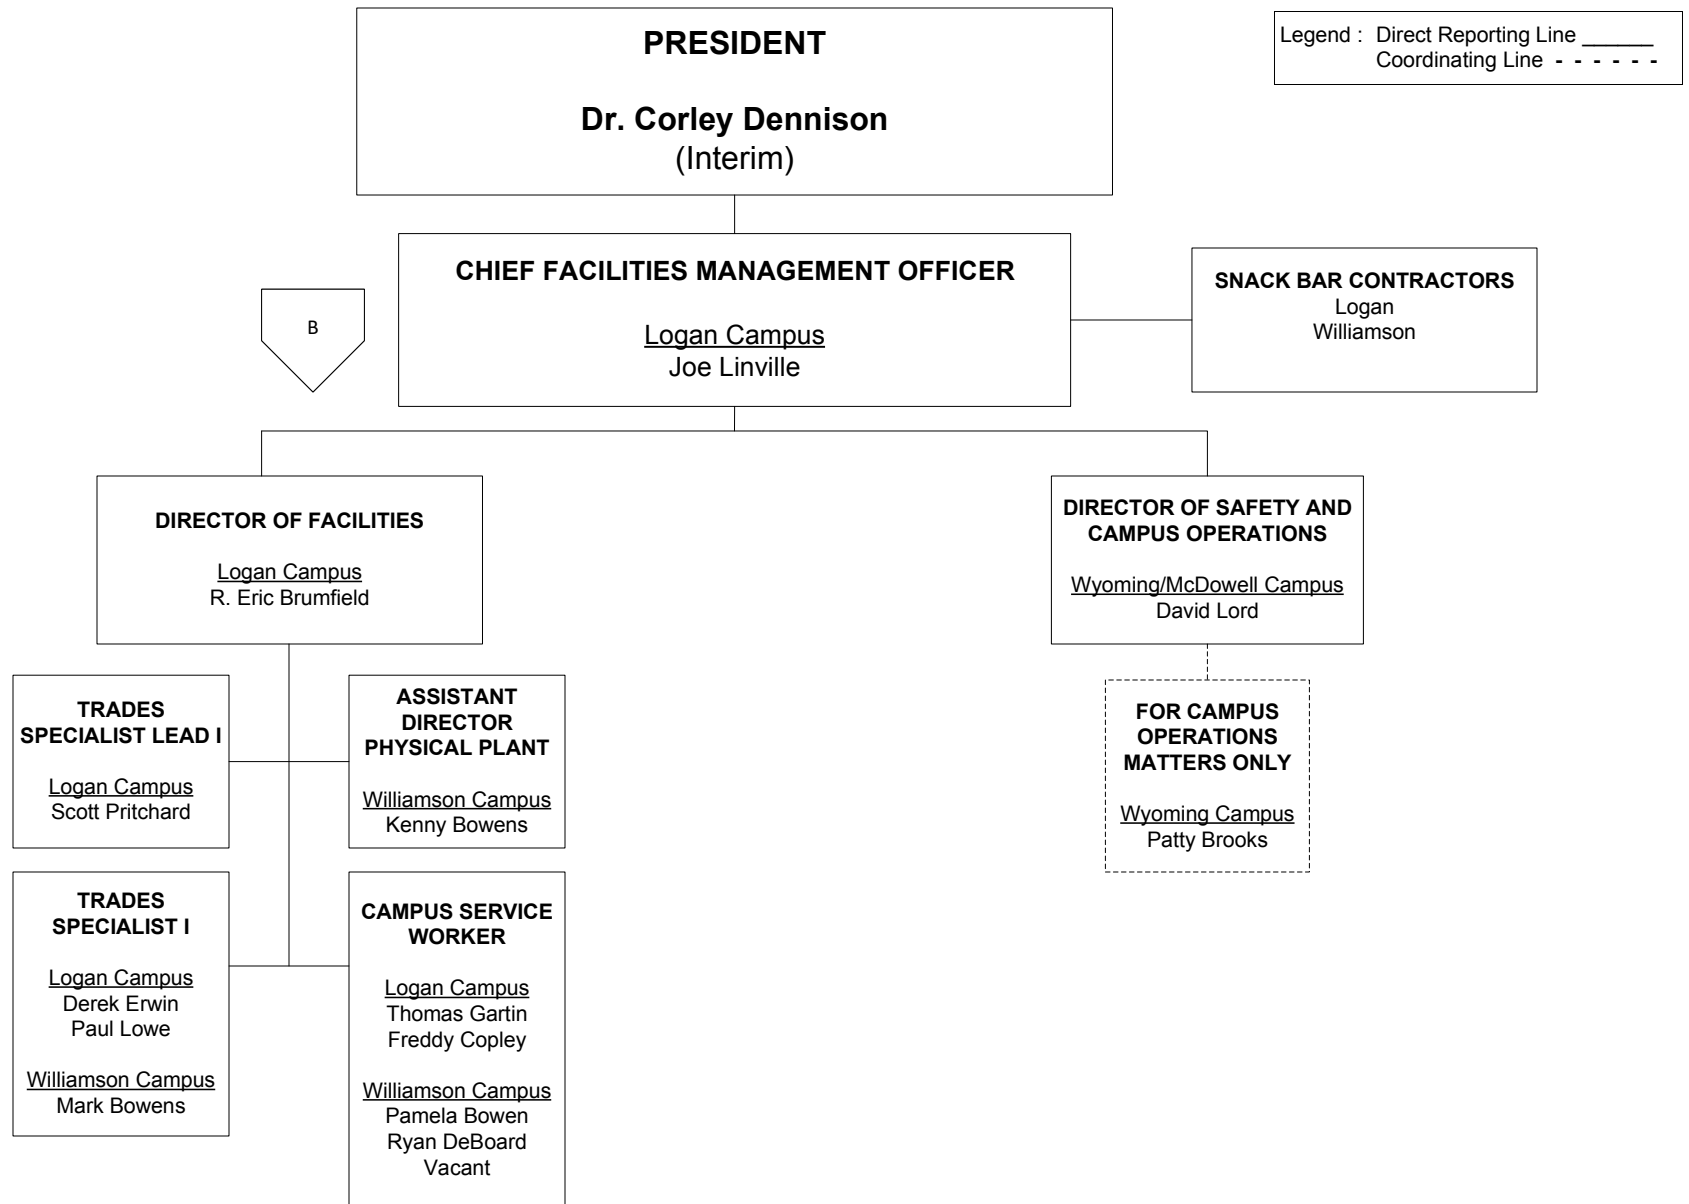 PRESIDENT
Dr. Corley Dennison
(Interim)
Legend : Direct Reporting Line ______
Coordinating Line - - - - - -
CHIEF FACILITIES MANAGEMENT OFFICER
Logan Campus
Joe Linville
SNACK BAR CONTRACTORS
Logan
Williamson
B
DIRECTOR OF FACILITIES
Logan Campus
R. Eric Brumfield
DIRECTOR OF SAFETY AND
CAMPUS OPERATIONS
Wyoming/McDowell Campus
David Lord
TRADES
SPECIALIST LEAD I
Logan Campus
Scott Pritchard
ASSISTANT
DIRECTOR
PHYSICAL PLANT
Williamson Campus
Kenny Bowens
FOR CAMPUS
OPERATIONS
MATTERS ONLY
Wyoming Campus
Patty Brooks
TRADES
SPECIALIST I
Logan Campus
Derek Erwin
Paul Lowe
Williamson Campus
Mark Bowens
CAMPUS SERVICE
WORKER
Logan Campus
Thomas Gartin
Freddy Copley
Williamson Campus
Pamela Bowen
Ryan DeBoard
Vacant